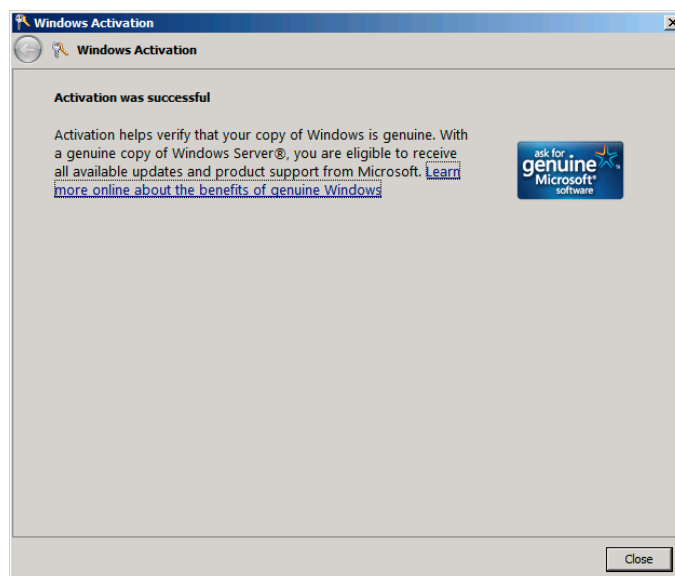 Windows Activation
Windows Activation
Activation was successful
Activation helps verify that your copy of Windows is genuine. With
a genuine copy of Windows Server®, you are eligible to receive
all available updates and product support from Microsoft. Learn
more online about the benefits of genuine Windows
ask for
genuine
Microsoft®
software
Close